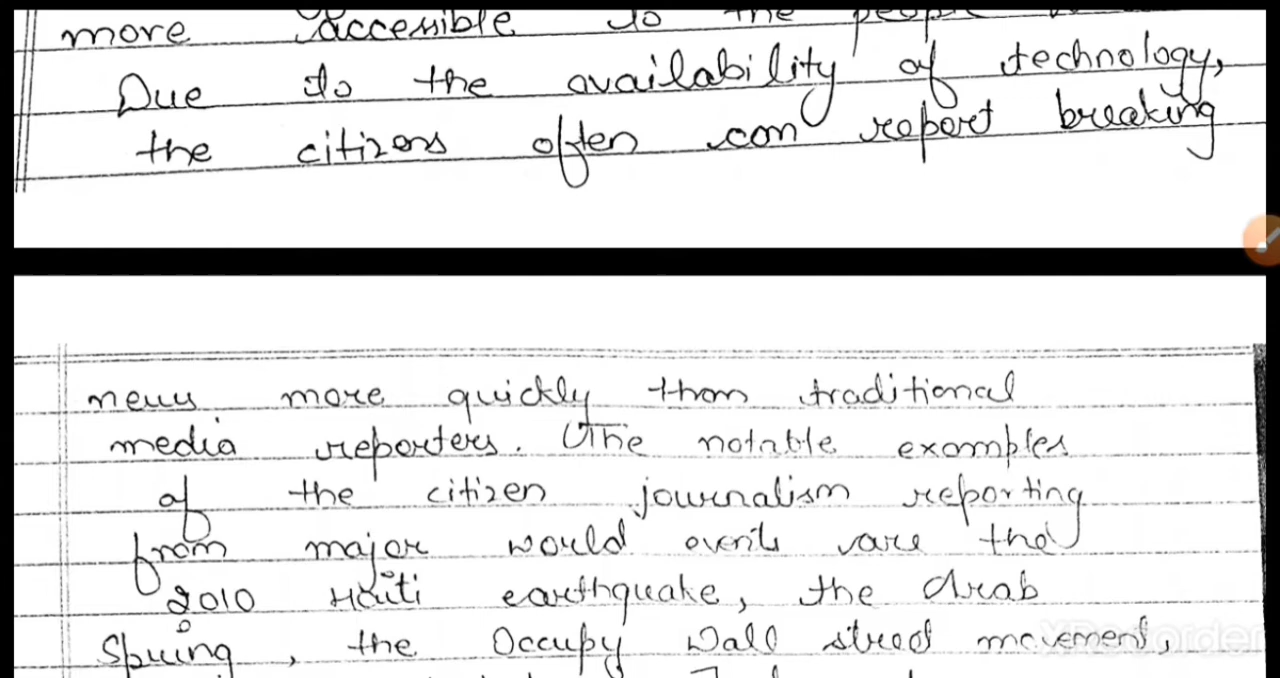 more accessible to the people
Due to the availability of technology,
the citizens often can report breaking
news more quickly than traditional
media reporters. The notable examples
of the citizen journalism reporting
from major world events are the
2010 Haiti earthquake, the Arab
Spring, the Occupy Wall street movement,
XRecorder